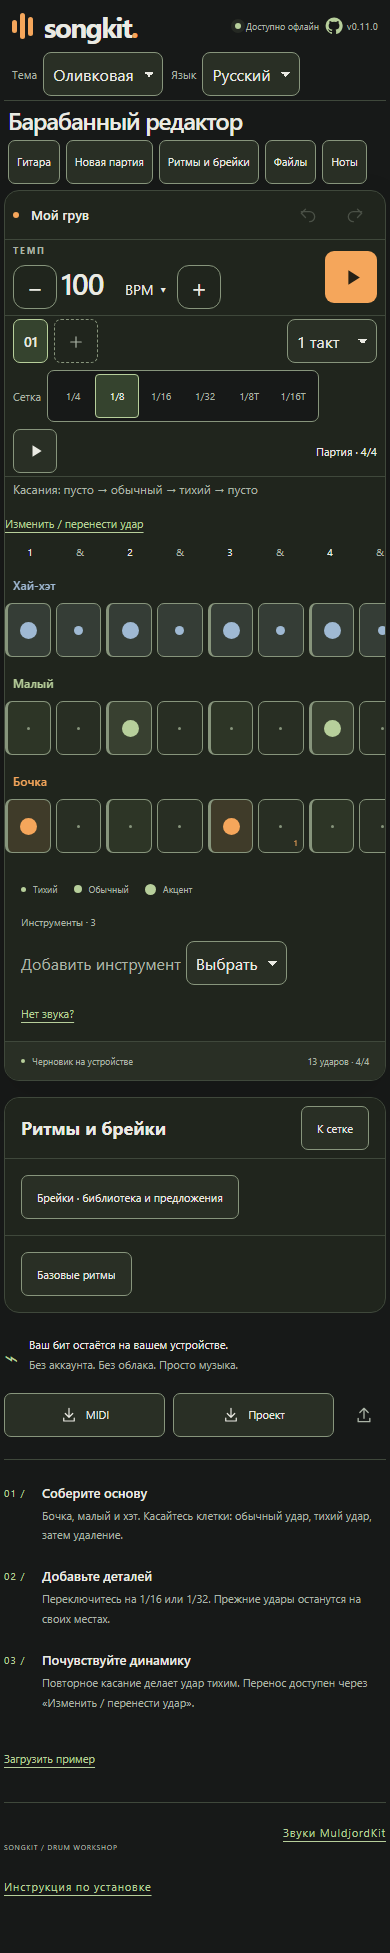 songkit.
Доступно офлайн
v0.11.0
Тема
Оливковая
Язык
Русский
Барабанный редактор
Гитара
Новая партия
Ритмы и брейки
Файлы
Ноты
Мой грув
ТЕМП
− 100 BPM ▾ +
01
+
1 такт
Сетка
1/4
1/8
1/16
1/32
1/8T
1/16T
Партия · 4/4
Касания: пусто → обычный → тихий → пусто
Изменить / перенести удар
1 & 2 & 3 & 4 &
Хай-хэт
Малый
Бочка
1
Тихий
Обычный
Акцент
Инструменты · 3
Добавить инструмент
Выбрать
Нет звука?
Черновик на устройстве
13 ударов · 4/4
Ритмы и брейки
К сетке
Брейки · библиотека и предложения
Базовые ритмы
Ваш бит остаётся на вашем устройстве.
Без аккаунта. Без облака. Просто музыка.
MIDI
Проект
01 /
Соберите основу
Бочка, малый и хэт. Касайтесь клетки: обычный удар, тихий удар,
затем удаление.
02 /
Добавьте деталей
Переключитесь на 1/16 или 1/32. Прежние удары останутся на
своих местах.
03 /
Почувствуйте динамику
Повторное касание делает удар тихим. Перенос доступен через
«Изменить / перенести удар».
Загрузить пример
Звуки MuldjordKit
SONGKIT / DRUM WORKSHOP
Инструкция по установке